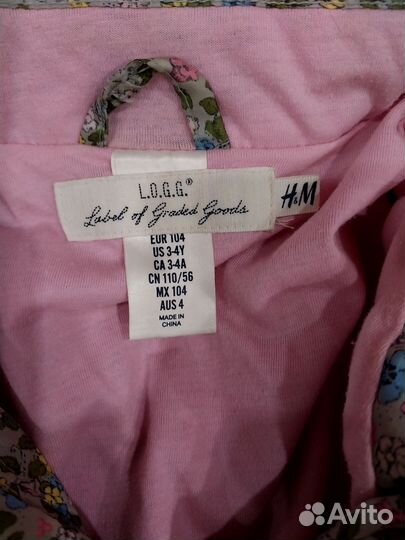 L.O.G.G.®
Label of Graded Goods
H&M
EUR 104
US 3-4Y
CA 3-4A
CN 110/56
MX 104
AUS 4
MADE IN
CHINA
Avito